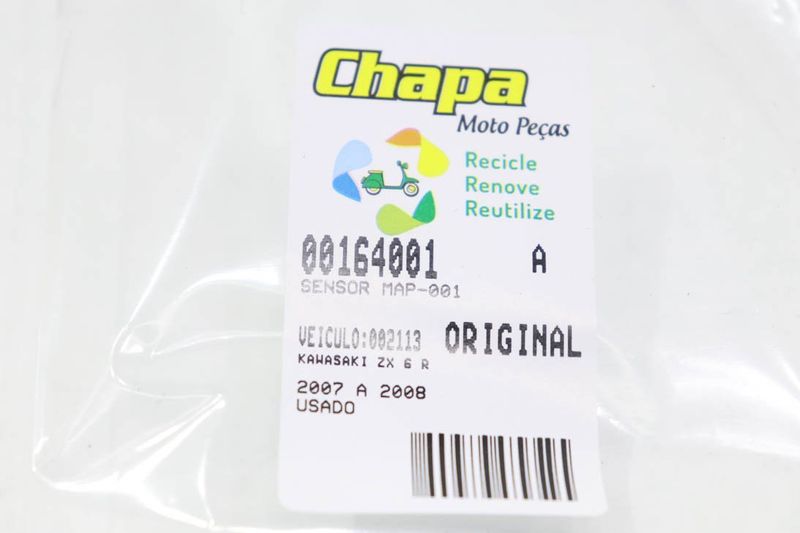 Chapa
Moto Peças
Recicle
Renove
Reutilize
00164001 A
SENSOR MAP-001
VEICULO:002113 ORIGINAL
KAWASAKI ZX 6 R
2007 A 2008
USADO